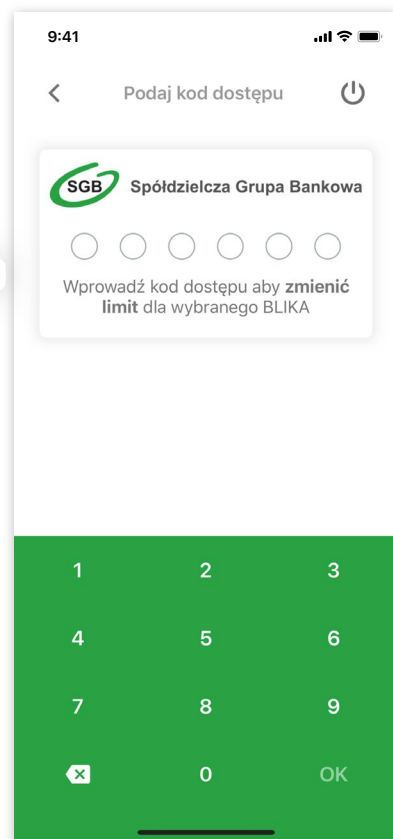 9:41
Podaj kod dostępu
SGB Spółdzielcza Grupa Bankowa
Wprowadź kod dostępu aby zmienić
limit dla wybranego BLIKA
1 2 3
4 5 6
7 8 9
0 OK